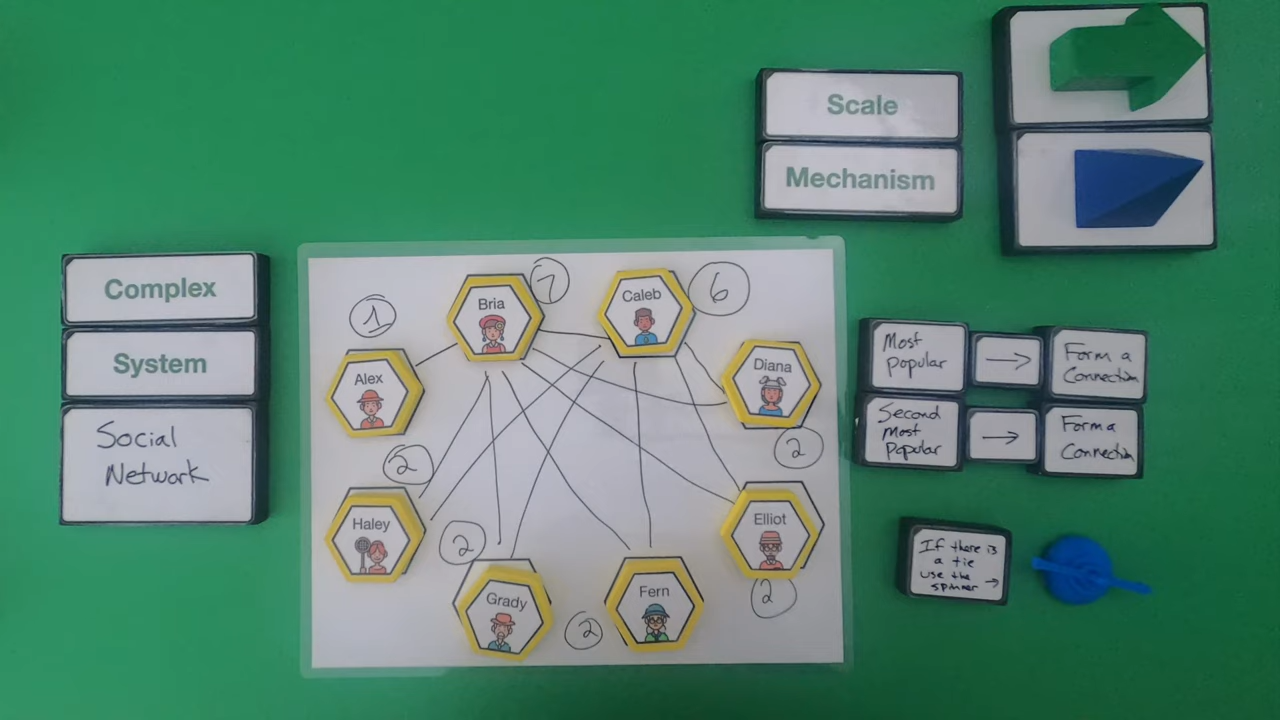 Complex
System
Social
Network
Scale
Mechanism
Alex
1
Bria
7
Caleb
6
Diana
2
Elliot
2
Fern
2
Grady
2
Haley
2
Most
Popular
→
Form a
Connection
Second
Most
Popular
→
Form a
Connection
If there is
a tie
use the
spinner →